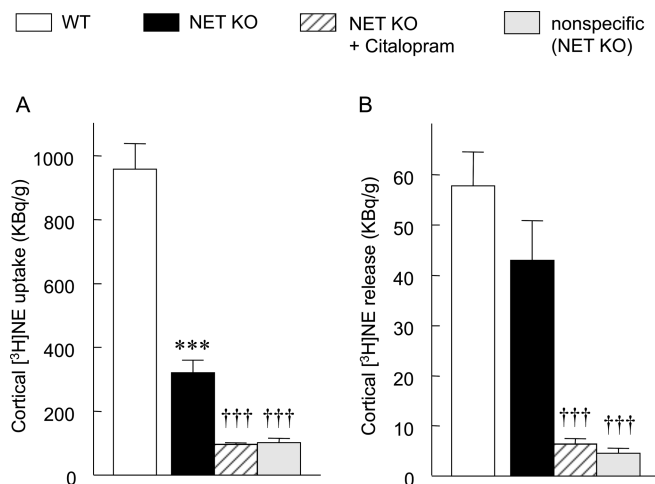 WT
NET KO
NET KO
+ Citalopram
nonspecific
(NET KO)
A
Cortical [³H]NE uptake (KBq/g)
1000
800
600
400
200
0
***
†††
†††
B
Cortical [³H]NE release (KBq/g)
60
50
40
30
20
10
0
†††
†††